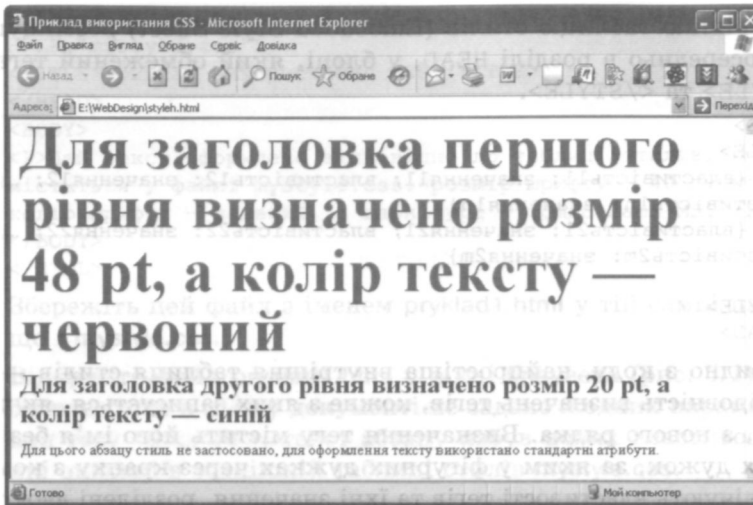 Приклад використання CSS - Microsoft Internet Explorer
Файл Правка Вигляд Обране Сервіс Довідка
Назад Пошук Обране
Адреса: E:\WebDesign\styleh.html Перехід
Для заголовка першого
рівня визначено розмір
48 pt, а колір тексту —
червоний
Для заголовка другого рівня визначено розмір 20 pt, а
колір тексту — синій
Для цього абзацу стиль не застосовано, для оформлення тексту використано стандартні атрибути.
Готово Мой компьютер